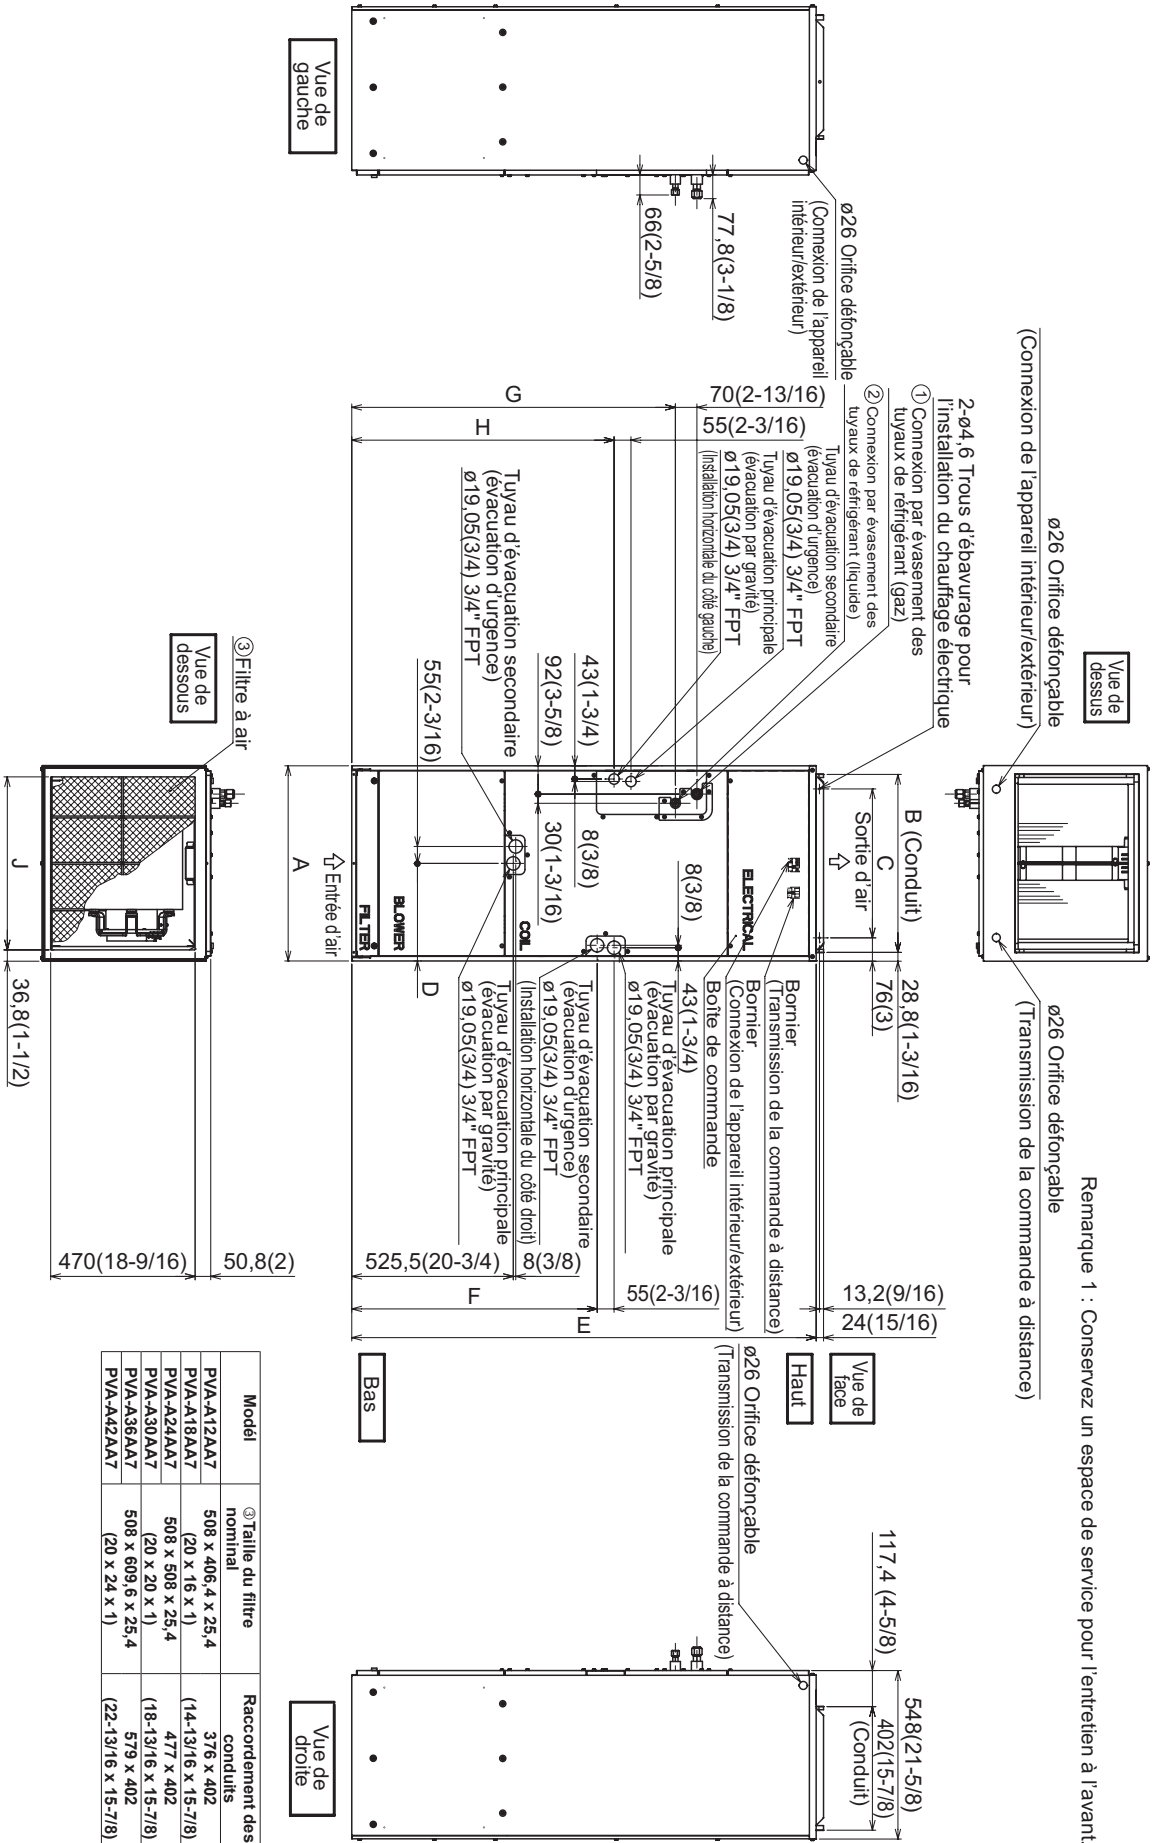 Remarque 1 : Conservez un espace de service pour l'entretien à l'avant.
Vue de
dessus
ø26 Orifice défonçable
(Connexion de l'appareil intérieur/extérieur)
ø26 Orifice défonçable
(Transmission de la commande à distance)
Vue de
gauche
ø26 Orifice défonçable
(Connexion de l'appareil
intérieur/extérieur)
77,8(3-1/8)
66(2-5/8)
2-ø4,6 Trous d'ébavurage pour
l'installation du chauffage électrique
① Connexion par évasement des
tuyaux de réfrigérant (gaz)
② Connexion par évasement des
tuyaux de réfrigérant (liquide)
Tuyau d'évacuation secondaire
(évacuation d'urgence)
ø19,05(3/4) 3/4" FPT
Tuyau d'évacuation principale
(évacuation par gravité)
ø19,05(3/4) 3/4" FPT
(Installation horizontale du côté gauche)
70(2-13/16)
55(2-3/16)
G
H
Tuyau d'évacuation secondaire
(évacuation d'urgence)
ø19,05(3/4) 3/4" FPT
43(1-3/4)
92(3-5/8)
55(2-3/16)
8(3/8)
30(1-3/16)
8(3/8)
B (Conduit)
C
Sortie d'air
28,8(1-3/16)
76(3)
ELECTRICAL
COIL
BLOWER
FILTER
Entrée d'air
A
D
Bornier
(Transmission de la commande à distance)
Bornier
(Connexion de l'appareil intérieur/extérieur)
Boîte de commande
43(1-3/4)
Tuyau d'évacuation principale
(évacuation par gravité)
ø19,05(3/4) 3/4" FPT
Tuyau d'évacuation secondaire
(évacuation d'urgence)
ø19,05(3/4) 3/4" FPT
(Installation horizontale du côté droit)
Tuyau d'évacuation principale
(évacuation par gravité)
ø19,05(3/4) 3/4" FPT
13,2(9/16)
24(15/16)
55(2-3/16)
E
F
525,5(20-3/4)
8(3/8)
Vue de
face
Haut
Bas
ø26 Orifice défonçable
(Transmission de la commande à distance)
117,4 (4-5/8)
548(21-5/8)
402(15-7/8)
(Conduit)
Vue de
droite
③Filtre à air
Vue de
dessous
J
36,8(1-1/2)
470(18-9/16)
50,8(2)
Modél ③Taille du filtre nominal Raccordement des conduits
PVA-A12AA7 508 x 406,4 x 25,4 376 x 402
PVA-A18AA7 (20 x 16 x 1) (14-13/16 x 15-7/8)
PVA-A24AA7 508 x 508 x 25,4 477 x 402
PVA-A30AA7 (20 x 20 x 1) (18-13/16 x 15-7/8)
PVA-A36AA7 508 x 609,6 x 25,4 579 x 402
PVA-A42AA7 (20 x 24 x 1) (22-13/16 x 15-7/8)